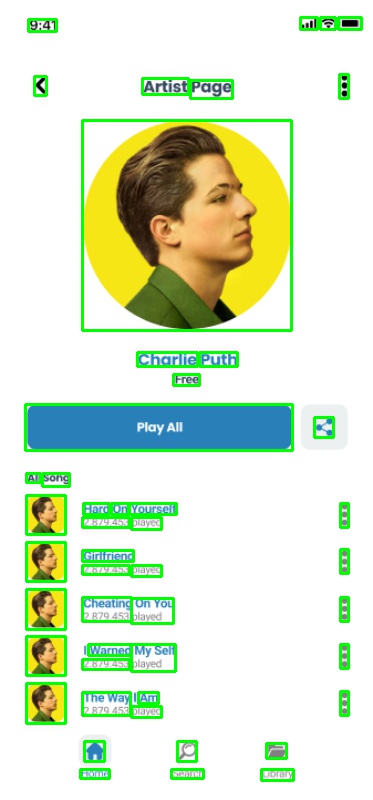 9:41
Artist Page
Charlie Puth
Free
Play All
All Song
Hard On Yourself
2.879.453 played
Girlfriend
2.879.453 played
Cheating On You
2.879.453 played
I Warned My Self
2.879.453 played
The Way I Am
2.879.453 played
Home Search Library